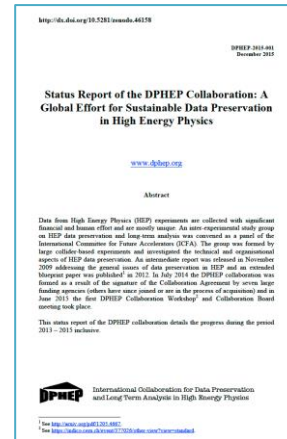 http://dx.doi.org/10.5281/zenodo.46158
DPHEP-2015-001
December 2015
Status Report of the DPHEP Collaboration: A
Global Effort for Sustainable Data Preservation
in High Energy Physics
www.dphep.org
Abstract
Data from High Energy Physics (HEP) experiments are collected with significant
financial and human effort and are mostly unique. An inter-experimental study group
on HEP data preservation and long-term analysis was convened as a panel of the
International Committee for Future Accelerators (ICFA). The group was formed by
large collider-based experiments and investigated the technical and organisational
aspects of HEP data preservation. An intermediate report was released in November
2009 addressing the general issues of data preservation in HEP and an extended
blueprint paper was published1 in 2012. In July 2014 the DPHEP collaboration was
formed as a result of the signature of the Collaboration Agreement by seven large
funding agencies (others have since joined or are in the process of acquisition) and in
June 2015 the first DPHEP Collaboration Workshop2 and Collaboration Board
meeting took place.
This status report of the DPHEP collaboration details the progress during the period
2013 – 2015 inclusive.
DPHEP
International Collaboration for Data Preservation
and Long Term Analysis in High Energy Physics
1 See
2 See